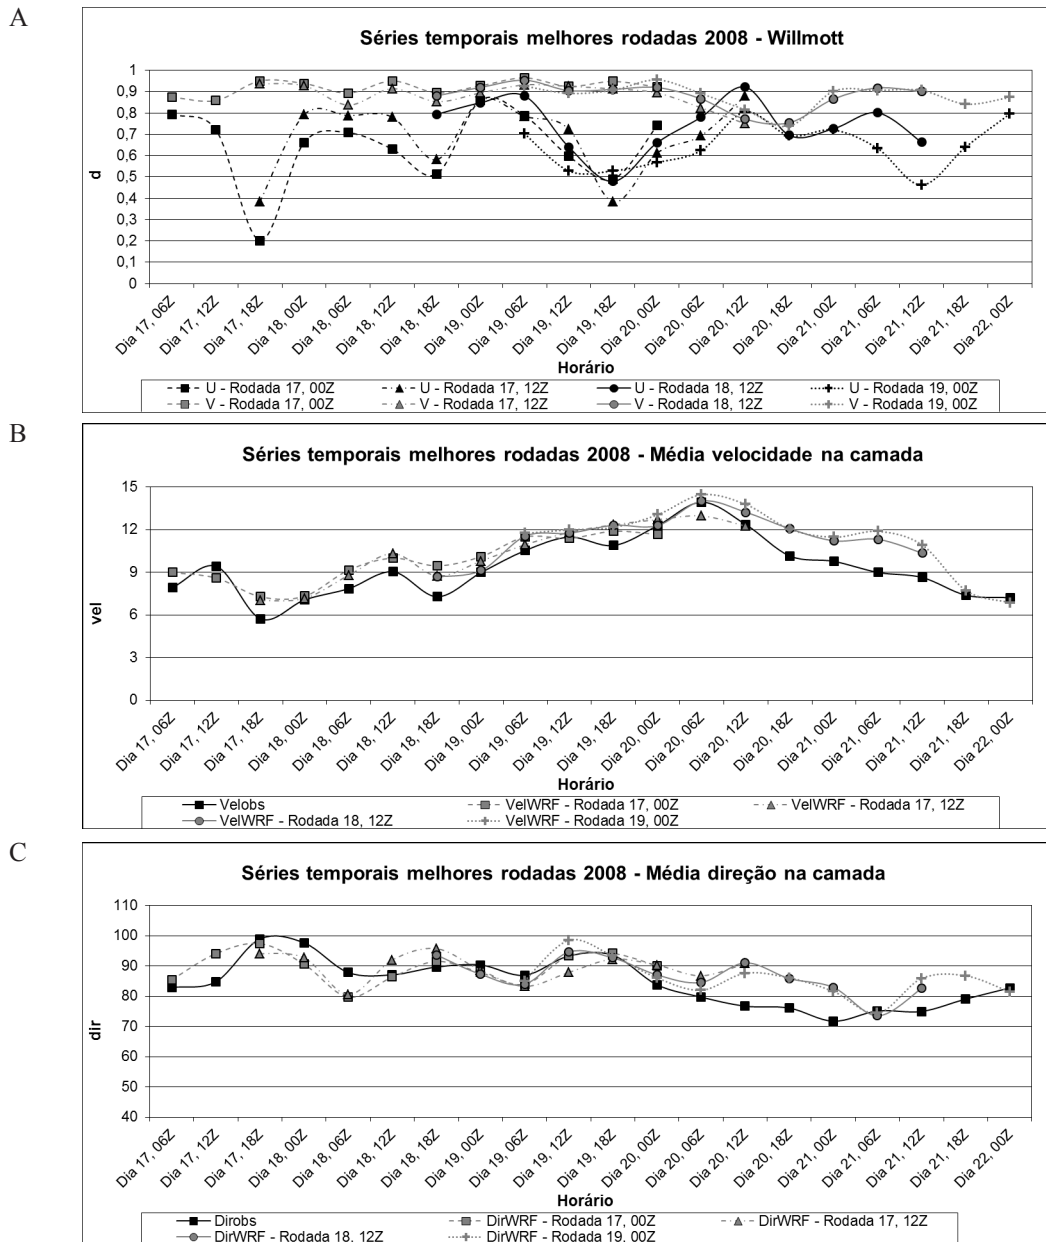 A
Séries temporais melhores rodadas 2008 - Willmott
1
0,9
0,8
0,7
0,6
0,5
0,4
0,3
0,2
0,1
0
d
Dia 17, 06Z
Dia 17, 12Z
Dia 17, 18Z
Dia 18, 00Z
Dia 18, 06Z
Dia 18, 12Z
Dia 18, 18Z
Dia 19, 00Z
Dia 19, 06Z
Dia 19, 12Z
Dia 19, 18Z
Dia 20, 00Z
Dia 20, 06Z
Dia 20, 12Z
Dia 20, 18Z
Dia 21, 00Z
Dia 21, 06Z
Dia 21, 12Z
Dia 21, 18Z
Dia 22, 00Z
Horário
U - Rodada 17, 00Z
U - Rodada 17, 12Z
U - Rodada 18, 12Z
U - Rodada 19, 00Z
V - Rodada 17, 00Z
V - Rodada 17, 12Z
V - Rodada 18, 12Z
V - Rodada 19, 00Z
B
Séries temporais melhores rodadas 2008 - Média velocidade na camada
15
12
9
6
3
0
vel
Dia 17, 06Z
Dia 17, 12Z
Dia 17, 18Z
Dia 18, 00Z
Dia 18, 06Z
Dia 18, 12Z
Dia 18, 18Z
Dia 19, 00Z
Dia 19, 06Z
Dia 19, 12Z
Dia 19, 18Z
Dia 20, 00Z
Dia 20, 06Z
Dia 20, 12Z
Dia 20, 18Z
Dia 21, 00Z
Dia 21, 06Z
Dia 21, 12Z
Dia 21, 18Z
Dia 22, 00Z
Horário
Velobs
VelWRF - Rodada 17, 00Z
VelWRF - Rodada 17, 12Z
VelWRF - Rodada 18, 12Z
VelWRF - Rodada 19, 00Z
C
Séries temporais melhores rodadas 2008 - Média direção na camada
110
100
90
80
70
60
50
40
dir
Dia 17, 06Z
Dia 17, 12Z
Dia 17, 18Z
Dia 18, 00Z
Dia 18, 06Z
Dia 18, 12Z
Dia 18, 18Z
Dia 19, 00Z
Dia 19, 06Z
Dia 19, 12Z
Dia 19, 18Z
Dia 20, 00Z
Dia 20, 06Z
Dia 20, 12Z
Dia 20, 18Z
Dia 21, 00Z
Dia 21, 06Z
Dia 21, 12Z
Dia 21, 18Z
Dia 22, 00Z
Horário
Dirobs
DirWRF - Rodada 17, 00Z
DirWRF - Rodada 17, 12Z
DirWRF - Rodada 18, 12Z
DirWRF - Rodada 19, 00Z